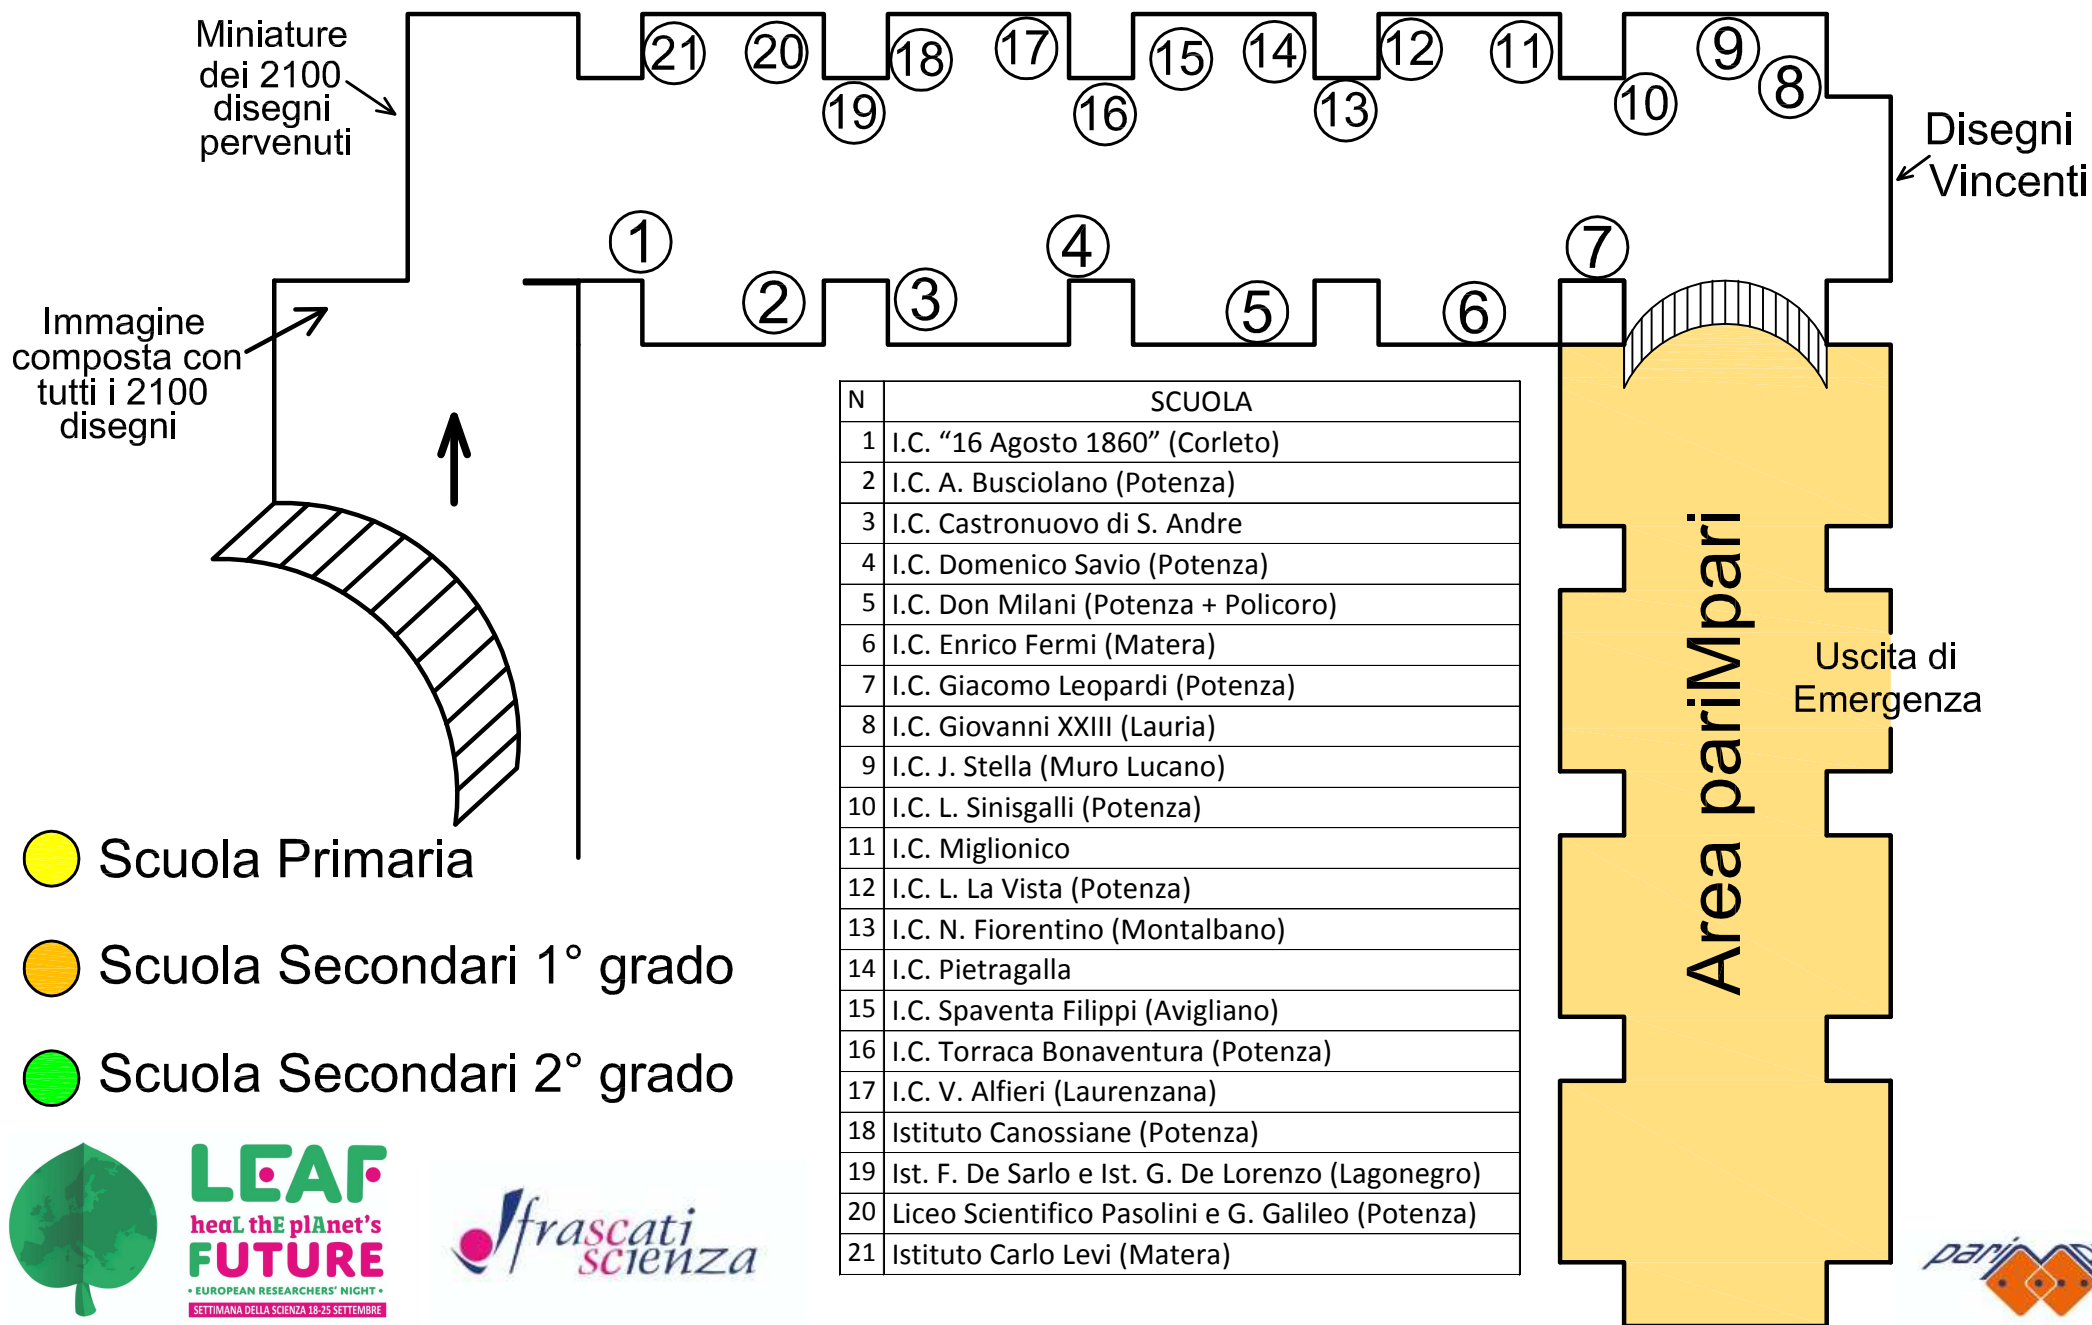 Miniature
dei 2100
disegni
pervenuti
21
20
19
18
17
16
15
14
13
12
11
10
9
8
Disegni
Vincenti
1
2
3
4
5
6
7
Immagine
composta con
tutti i 2100
disegni
N SCUOLA
1 I.C. “16 Agosto 1860” (Corleto)
2 I.C. A. Busciolano (Potenza)
3 I.C. Castronuovo di S. Andre
4 I.C. Domenico Savio (Potenza)
5 I.C. Don Milani (Potenza + Policoro)
6 I.C. Enrico Fermi (Matera)
7 I.C. Giacomo Leopardi (Potenza)
8 I.C. Giovanni XXIII (Lauria)
9 I.C. J. Stella (Muro Lucano)
10 I.C. L. Sinisgalli (Potenza)
11 I.C. Miglionico
12 I.C. L. La Vista (Potenza)
13 I.C. N. Fiorentino (Montalbano)
14 I.C. Pietragalla
15 I.C. Spaventa Filippi (Avigliano)
16 I.C. Torraca Bonaventura (Potenza)
17 I.C. V. Alfieri (Laurenzana)
18 Istituto Canossiane (Potenza)
19 Ist. F. De Sarlo e Ist. G. De Lorenzo (Lagonegro)
20 Liceo Scientifico Pasolini e G. Galileo (Potenza)
21 Istituto Carlo Levi (Matera)
Area pariMpari
Uscita di
Emergenza
Scuola Primaria
Scuola Secondari 1° grado
Scuola Secondari 2° grado
LEAF
heaL thE plAnet's
FUTURE
• EUROPEAN RESEARCHERS' NIGHT •
SETTIMANA DELLA SCIENZA 18-25 SETTEMBRE
frascati
scienza